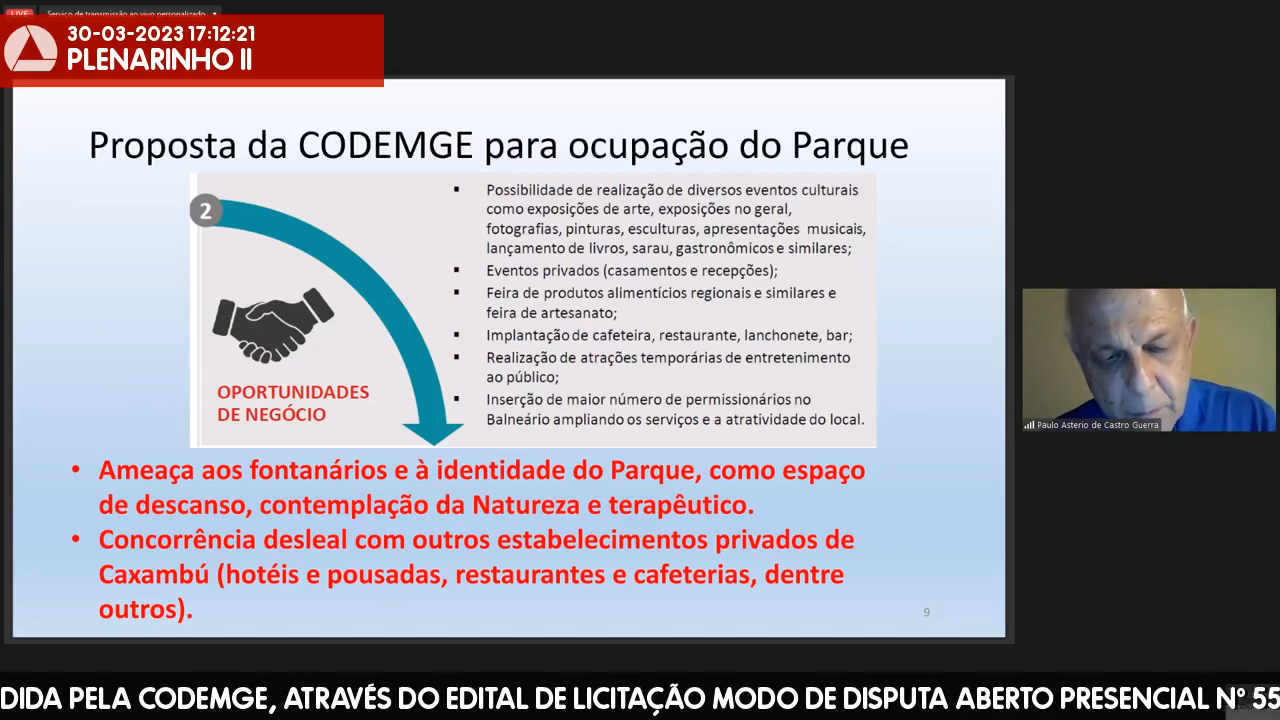 LIVE Serviço de transmissão ao vivo personalizado
30-03-2023 17:12:21
PLENARINHO II
Proposta da CODEMGE para ocupação do Parque
2
OPORTUNIDADES
DE NEGÓCIO
▪ Possibilidade de realização de diversos eventos culturais
como exposições de arte, exposições no geral,
fotografias, pinturas, esculturas, apresentações musicais,
lançamento de livros, sarau, gastronômicos e similares;
▪ Eventos privados (casamentos e recepções);
▪ Feira de produtos alimentícios regionais e similares e
feira de artesanato;
▪ Implantação de cafeteira, restaurante, lanchonete, bar;
▪ Realização de atrações temporárias de entretenimento
ao público;
▪ Inserção de maior número de permissionários no
Balneário ampliando os serviços e a atratividade do local.
• Ameaça aos fontanários e à identidade do Parque, como espaço
de descanso, contemplação da Natureza e terapêutico.
• Concorrência desleal com outros estabelecimentos privados de
Caxambú (hotéis e pousadas, restaurantes e cafeterias, dentre
outros).
9
Paulo Asterio de Castro Guerra
DIDA PELA CODEMGE, ATRAVÉS DO EDITAL DE LICITAÇÃO MODO DE DISPUTA ABERTO PRESENCIAL Nº 55